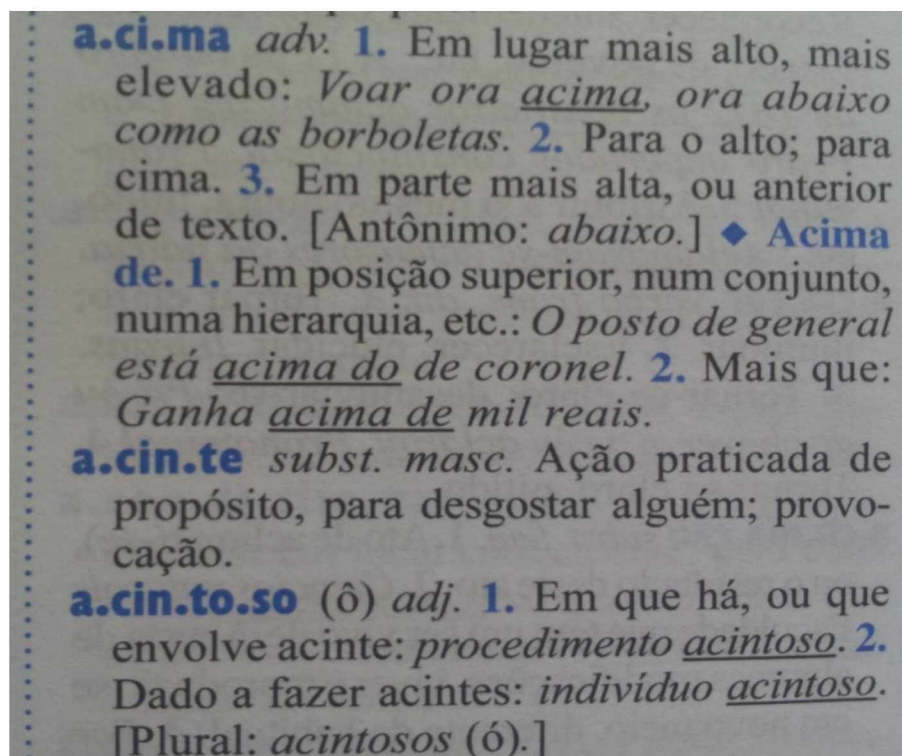 a.ci.ma adv. 1. Em lugar mais alto, mais
elevado: Voar ora acima, ora abaixo
como as borboletas. 2. Para o alto; para
cima. 3. Em parte mais alta, ou anterior
de texto. [Antônimo: abaixo.] ◆ Acima
de. 1. Em posição superior, num conjunto,
numa hierarquia, etc.: O posto de general
está acima do de coronel. 2. Mais que:
Ganha acima de mil reais.
a.cin.te subst. masc. Ação praticada de
propósito, para desgostar alguém; provo-
cação.
a.cin.to.so (ô) adj. 1. Em que há, ou que
envolve acinte: procedimento acintoso. 2.
Dado a fazer acintes: indivíduo acintoso.
[Plural: acintosos (ó).]